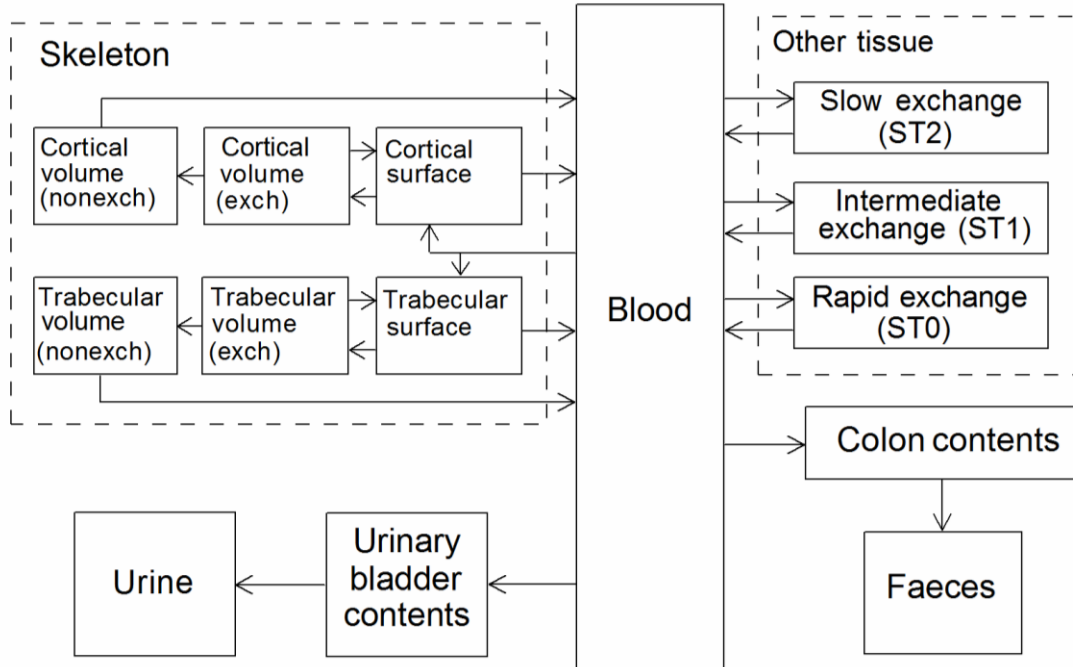 Skeleton
Cortical
volume
(nonexch)
Cortical
volume
(exch)
Cortical
surface
Trabecular
volume
(nonexch)
Trabecular
volume
(exch)
Trabecular
surface
Blood
Other tissue
Slow exchange
(ST2)
Intermediate
exchange (ST1)
Rapid exchange
(ST0)
Colon contents
Faeces
Urinary
bladder
contents
Urine